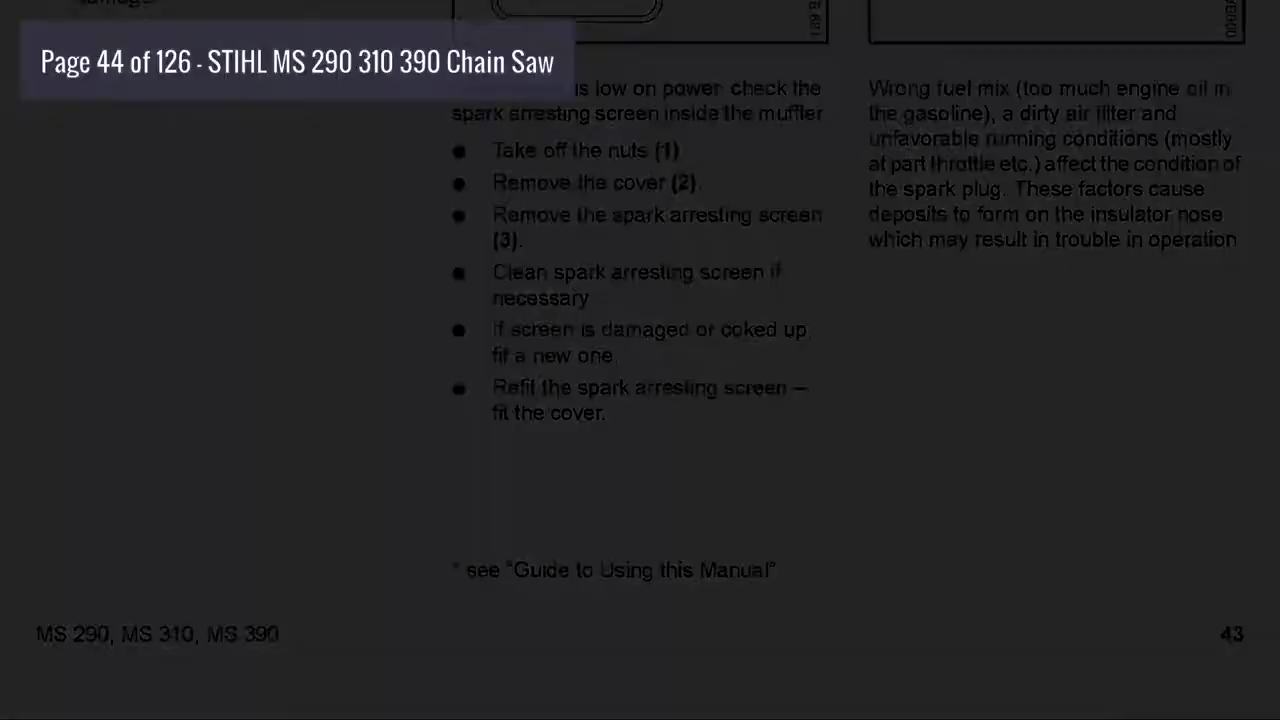 Page 44 of 126 - STIHL MS 290 310 390 Chain Saw
is low on power check the
spark arresting screen inside the muffler
● Take off the nuts (1)
● Remove the cover (2).
● Remove the spark arresting screen
(3).
● Clean spark arresting screen if
necessary
● If screen is damaged or coked up
fit a new one
● Refit the spark arresting screen –
fit the cover.
* see "Guide to Using this Manual"
Wrong fuel mix (too much engine oil in
the gasoline), a dirty air filter and
unfavorable running conditions (mostly
at part throttle etc.) affect the condition of
the spark plug. These factors cause
deposits to form on the insulator nose
which may result in trouble in operation
MS 290, MS 310, MS 390
43